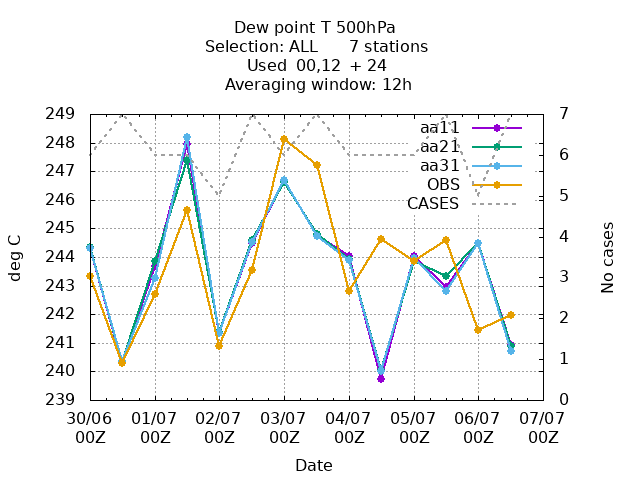 Dew point T 500hPa
Selection: ALL 7 stations
Used 00,12 + 24
Averaging window: 12h
249
248
247
246
245
244
243
242
241
240
239
7
6
5
4
3
2
1
0
aa11
aa21
aa31
OBS
CASES
deg C
No cases
30/06 01/07 02/07 03/07 04/07 05/07 06/07 07/07
00Z 00Z 00Z 00Z 00Z 00Z 00Z 00Z
Date